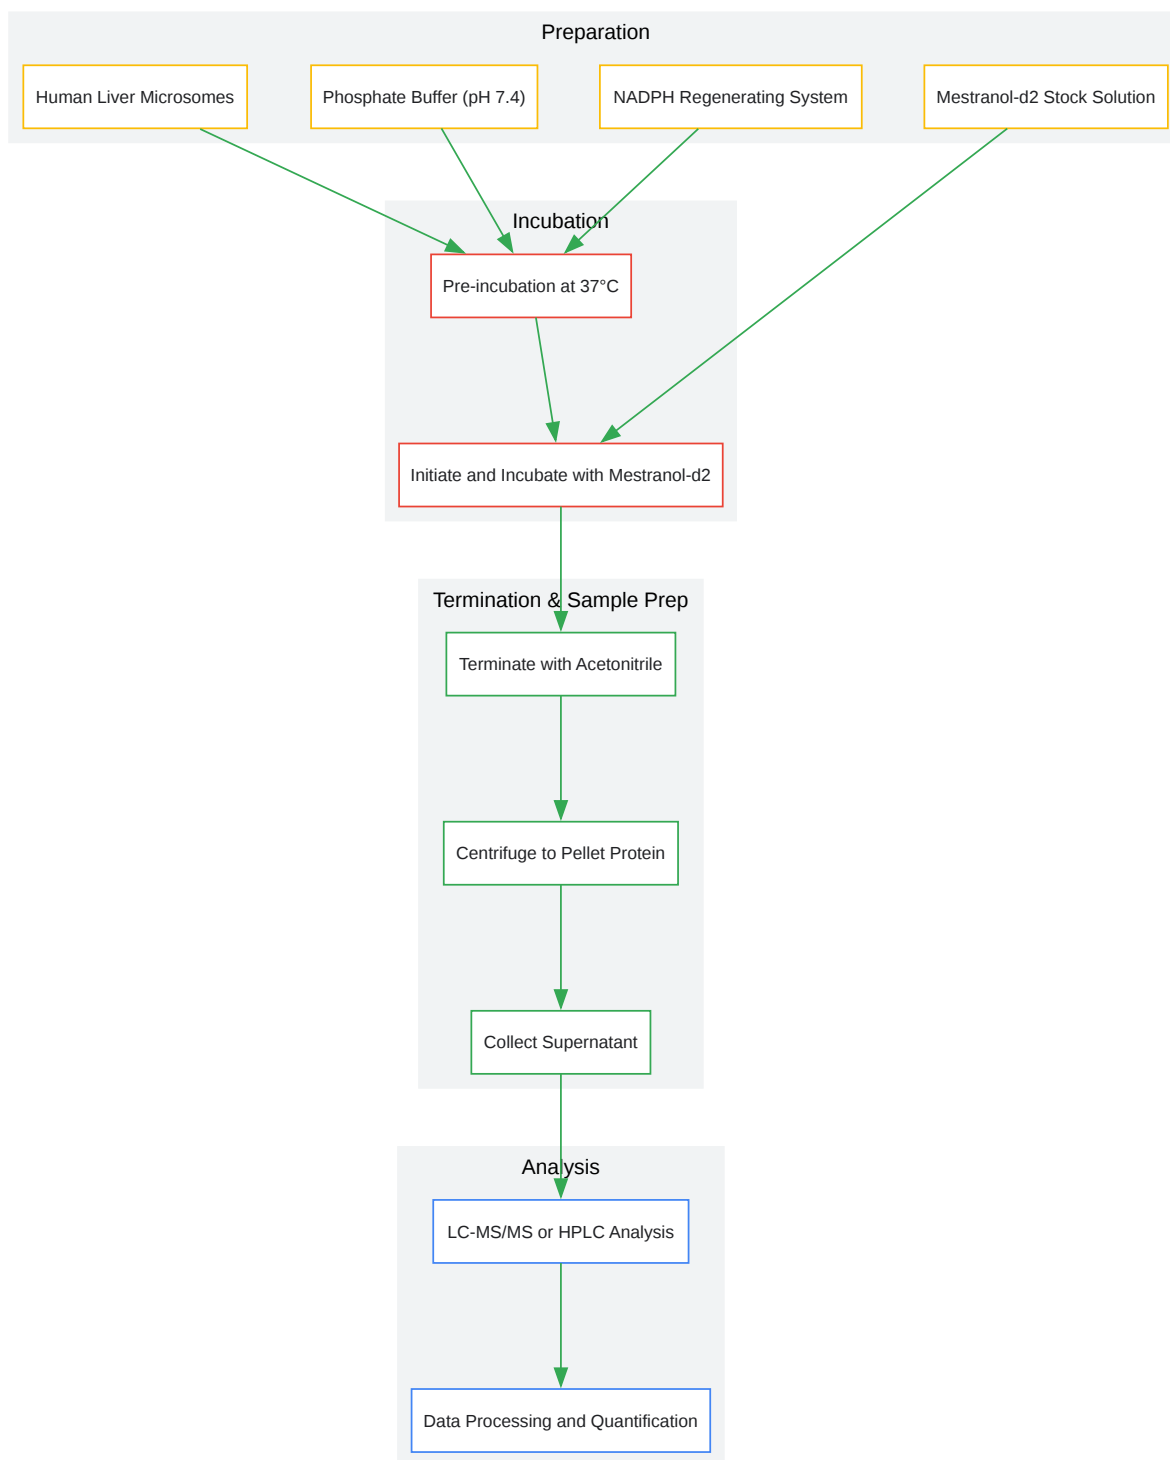 Preparation
Human Liver Microsomes
Phosphate Buffer (pH 7.4)
NADPH Regenerating System
Mestranol-d2 Stock Solution
Incubation
Pre-incubation at 37°C
Initiate and Incubate with Mestranol-d2
Termination & Sample Prep
Terminate with Acetonitrile
Centrifuge to Pellet Protein
Collect Supernatant
Analysis
LC-MS/MS or HPLC Analysis
Data Processing and Quantification